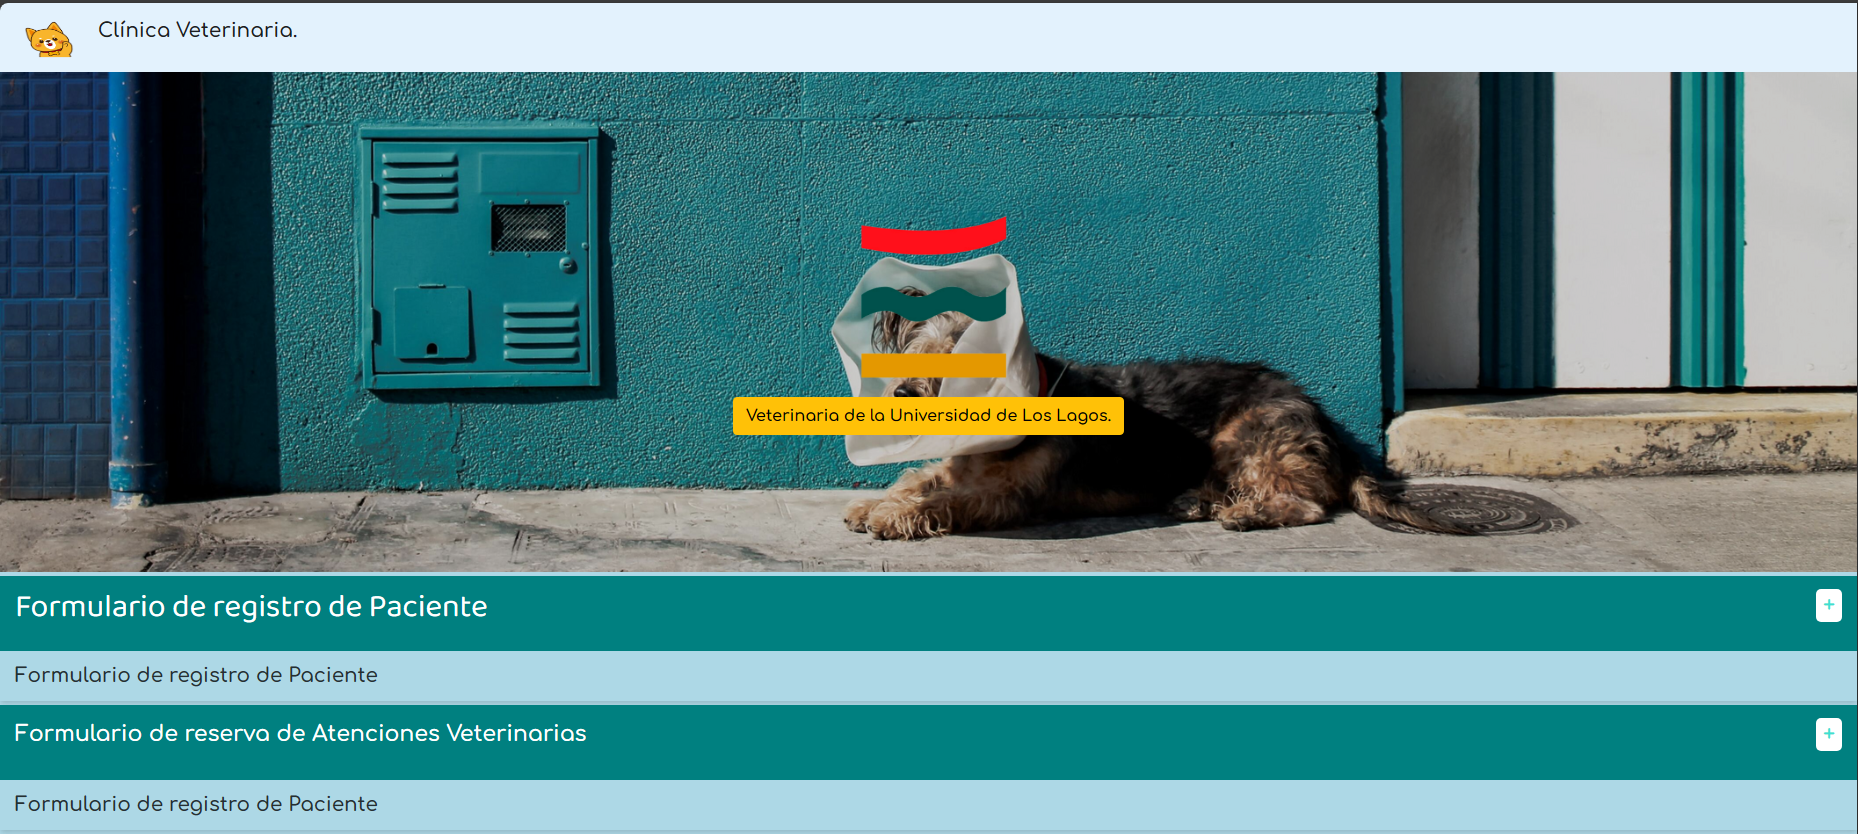 Clínica Veterinaria.
Veterinaria de la Universidad de Los Lagos.
Formulario de registro de Paciente
+
Formulario de registro de Paciente
Formulario de reserva de Atenciones Veterinarias
+
Formulario de registro de Paciente